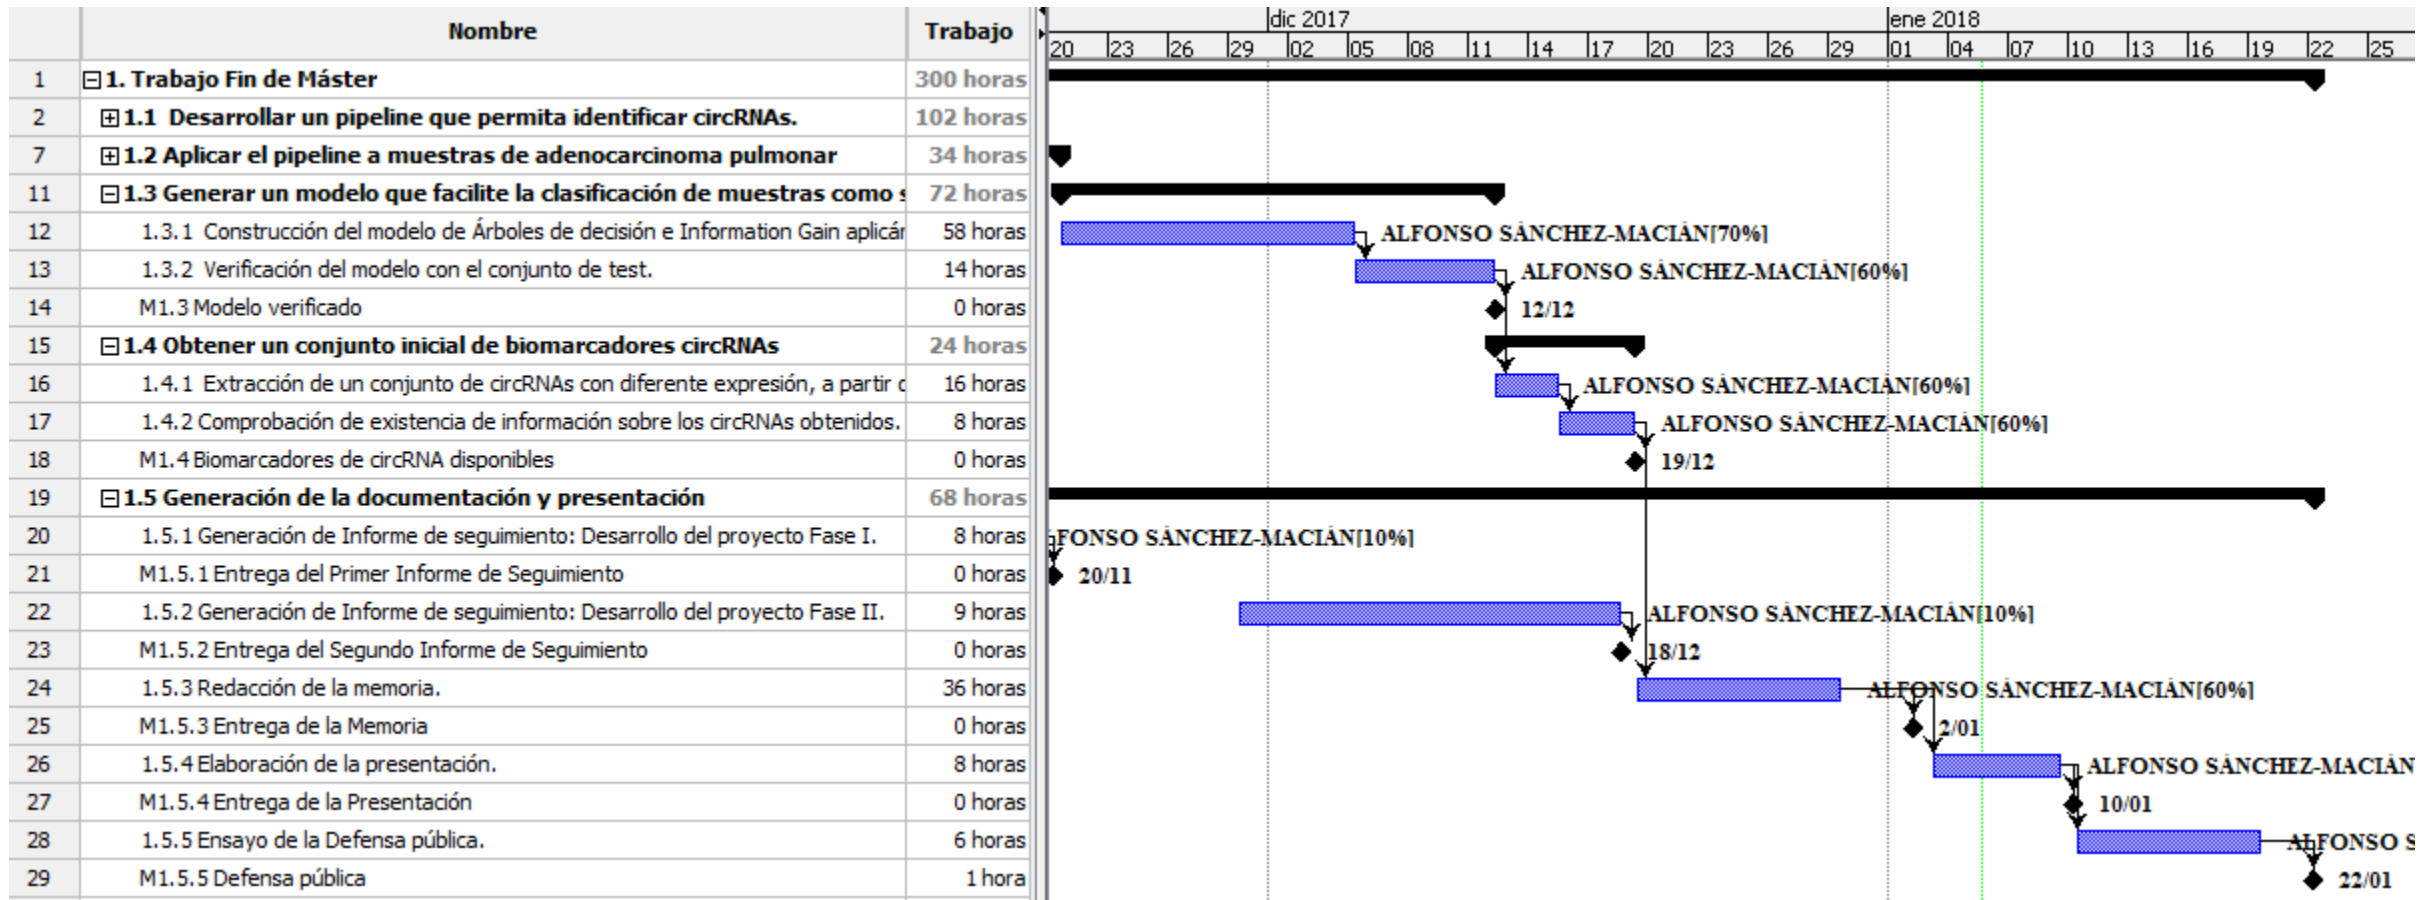 Nombre Trabajo
dic 2017 ene 2018
20 23 26 29 02 05 08 11 14 17 20 23 26 29 01 04 07 10 13 16 19 22 25
1 1. Trabajo Fin de Máster 300 horas
2 1.1 Desarrollar un pipeline que permita identificar circRNAs. 102 horas
7 1.2 Aplicar el pipeline a muestras de adenocarcinoma pulmonar 34 horas
11 1.3 Generar un modelo que facilite la clasificación de muestras como s 72 horas
12 1.3.1 Construcción del modelo de Árboles de decisión e Information Gain aplicár 58 horas ALFONSO SÁNCHEZ-MACIÁN[70%]
13 1.3.2 Verificación del modelo con el conjunto de test. 14 horas ALFONSO SÁNCHEZ-MACIÁN[60%]
14 M1.3 Modelo verificado 0 horas 12/12
15 1.4 Obtener un conjunto inicial de biomarcadores circRNAs 24 horas
16 1.4.1 Extracción de un conjunto de circRNAs con diferente expresión, a partir d 16 horas ALFONSO SÁNCHEZ-MACIÁN[60%]
17 1.4.2 Comprobación de existencia de información sobre los circRNAs obtenidos. 8 horas ALFONSO SÁNCHEZ-MACIÁN[60%]
18 M1.4 Biomarcadores de circRNA disponibles 0 horas 19/12
19 1.5 Generación de la documentación y presentación 68 horas
20 1.5.1 Generación de Informe de seguimiento: Desarrollo del proyecto Fase I. 8 horas FONSO SÁNCHEZ-MACIÁN[10%]
21 M1.5.1 Entrega del Primer Informe de Seguimiento 0 horas 20/11
22 1.5.2 Generación de Informe de seguimiento: Desarrollo del proyecto Fase II. 9 horas ALFONSO SÁNCHEZ-MACIÁN[10%]
23 M1.5.2 Entrega del Segundo Informe de Seguimiento 0 horas 18/12
24 1.5.3 Redacción de la memoria. 36 horas ALFONSO SÁNCHEZ-MACIÁN[60%]
25 M1.5.3 Entrega de la Memoria 0 horas 2/01
26 1.5.4 Elaboración de la presentación. 8 horas ALFONSO SÁNCHEZ-MACIÁN
27 M1.5.4 Entrega de la Presentación 0 horas 10/01
28 1.5.5 Ensayo de la Defensa pública. 6 horas ALFONSO S
29 M1.5.5 Defensa pública 1 hora 22/01